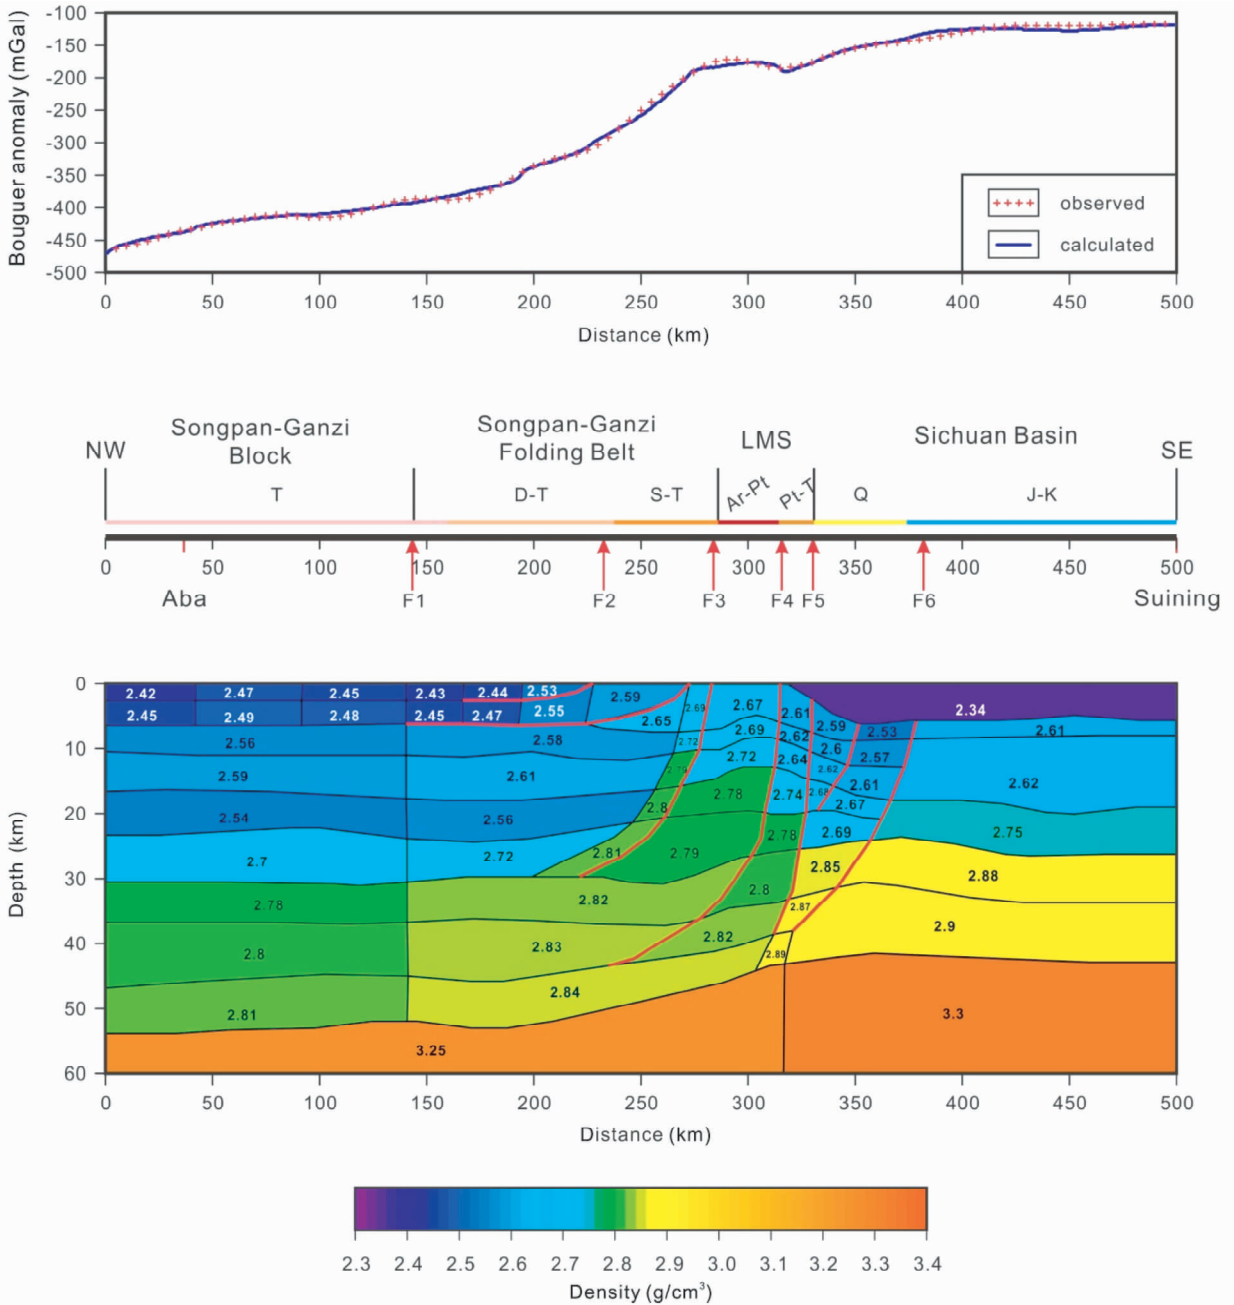 -100
-150
-200
-250
-300
-350
-400
-450
-500
Bouguer anomaly (mGal)
observed
calculated
0 50 100 150 200 250 300 350 400 450 500
Distance (km)
Songpan-Ganzi
Block
Songpan-Ganzi
Folding Belt
LMS
Sichuan Basin
NW
SE
T D-T S-T Ar-Pt Pt-T Q J-K
0 50 100 150 200 250 300 350 400 450 500
Aba F1 F2 F3 F4 F5 F6 Suining
0
10
20
30
40
50
60
Depth (km)
2.42 2.47 2.45 2.43 2.44 2.53 2.59 2.69 2.67 2.61 2.34
2.45 2.49 2.48 2.45 2.47 2.55 2.65 2.69 2.62 2.59 2.53 2.61
2.56 2.58 2.72 2.72 2.64 2.6 2.57
2.59 2.61 2.62 2.61 2.62
2.54 2.56 2.8 2.78 2.74 2.68 2.67 2.75
2.7 2.72 2.81 2.79 2.78 2.69
2.85 2.88
2.78 2.82 2.8 2.87
2.8 2.83 2.82 2.89 2.9
2.81 2.84
3.25 3.3
0 50 100 150 200 250 300 350 400 450 500
Distance (km)
2.3 2.4 2.5 2.6 2.7 2.8 2.9 3.0 3.1 3.2 3.3 3.4
Density (g/cm³)